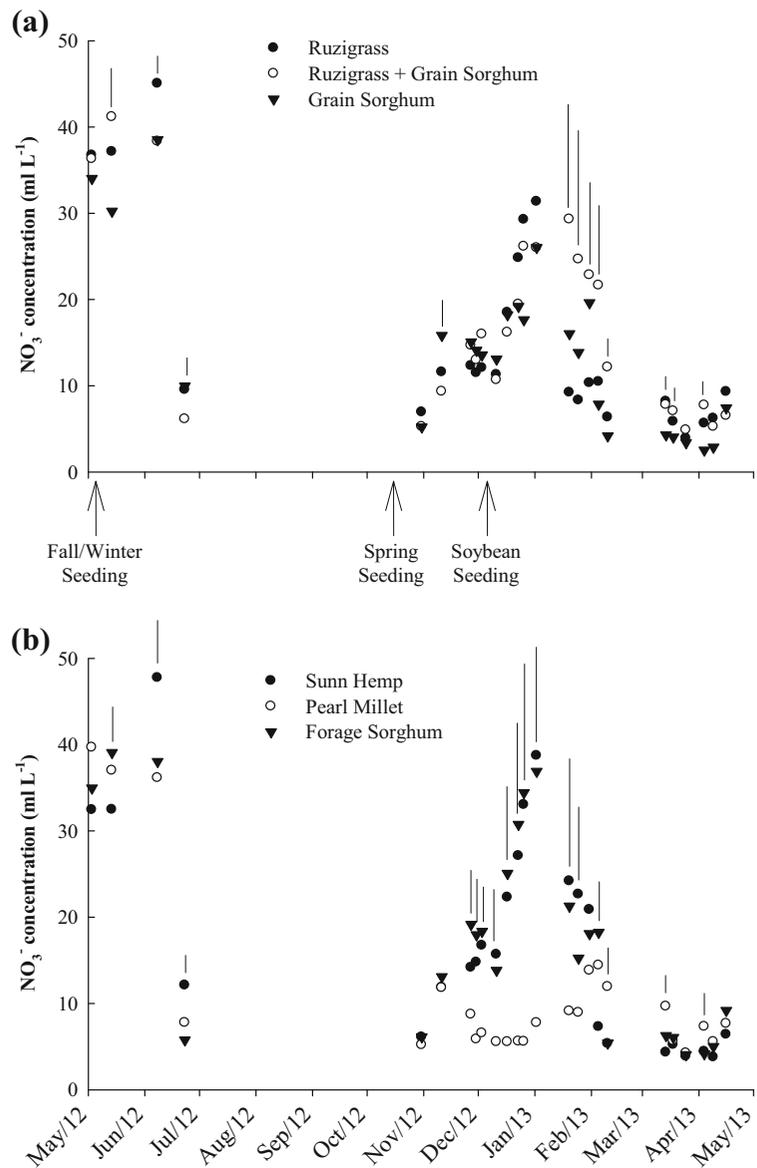 (a)
50
40
30
20
10
0
NO3- concentration (ml L-1)
Ruzigrass
Ruzigrass + Grain Sorghum
Grain Sorghum
Fall/Winter
Seeding
Spring
Seeding
Soybean
Seeding
(b)
50
40
30
20
10
0
NO3- concentration (ml L-1)
Sunn Hemp
Pearl Millet
Forage Sorghum
May/12
Jun/12
Jul/12
Aug/12
Sep/12
Oct/12
Nov/12
Dec/12
Jan/13
Feb/13
Mar/13
Apr/13
May/13